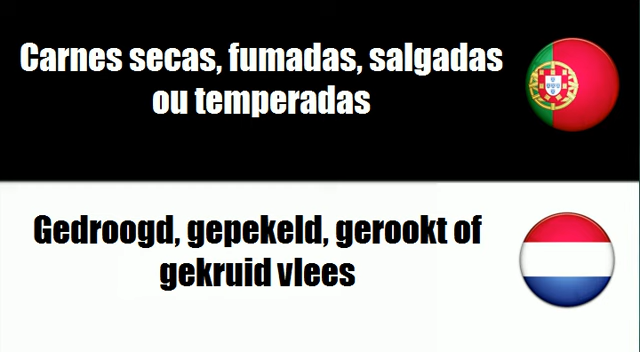 Carnes secas, fumadas, salgadas
ou temperadas
Gedroogd, gepekeld, gerookt of
gekruid vlees